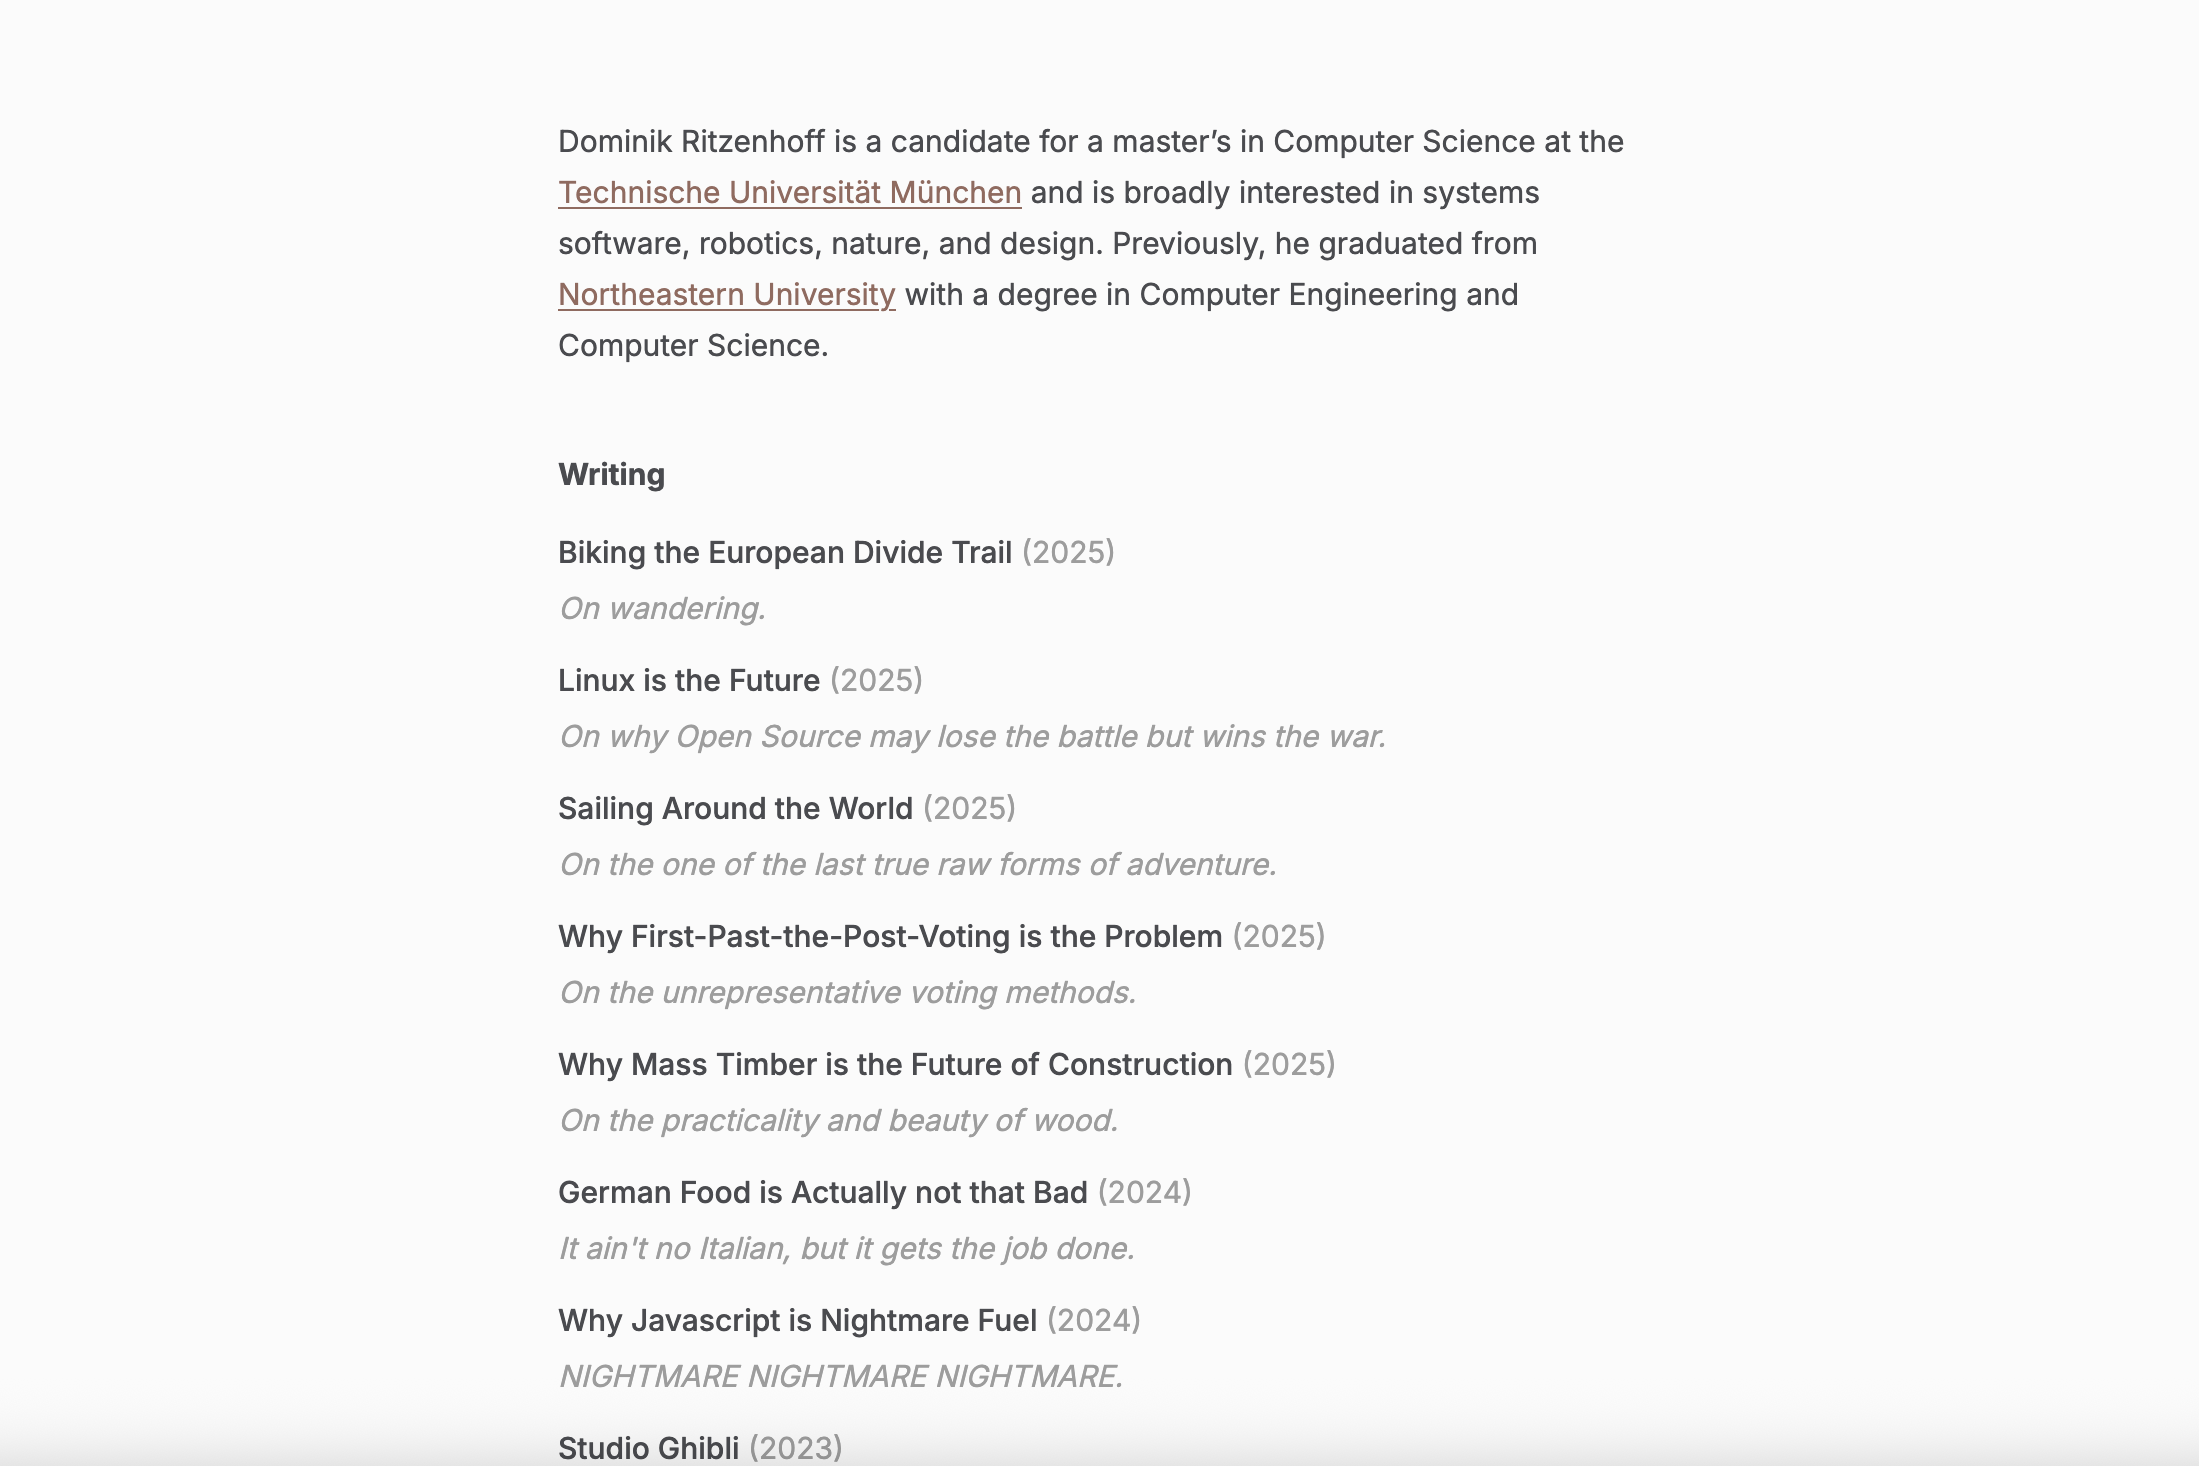 Dominik Ritzenhoff is a candidate for a master’s in Computer Science at the
Technische Universität München and is broadly interested in systems
software, robotics, nature, and design. Previously, he graduated from
Northeastern University with a degree in Computer Engineering and
Computer Science.
Writing
Biking the European Divide Trail (2025)
On wandering.
Linux is the Future (2025)
On why Open Source may lose the battle but wins the war.
Sailing Around the World (2025)
On the one of the last true raw forms of adventure.
Why First-Past-the-Post-Voting is the Problem (2025)
On the unrepresentative voting methods.
Why Mass Timber is the Future of Construction (2025)
On the practicality and beauty of wood.
German Food is Actually not that Bad (2024)
It ain't no Italian, but it gets the job done.
Why Javascript is Nightmare Fuel (2024)
NIGHTMARE NIGHTMARE NIGHTMARE.
Studio Ghibli (2023)